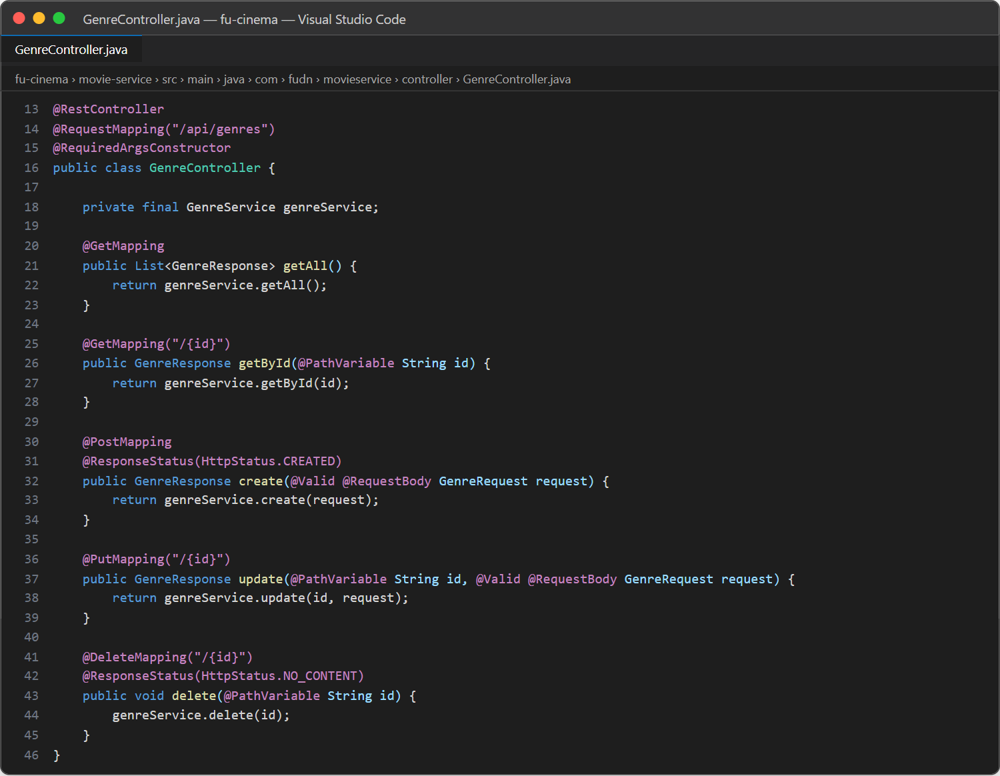 GenreController.java — fu-cinema — Visual Studio Code
GenreController.java
fu-cinema › movie-service › src › main › java › com › fudn › movieservice › controller › GenreController.java
13 @RestController
14 @RequestMapping("/api/genres")
15 @RequiredArgsConstructor
16 public class GenreController {
17
18     private final GenreService genreService;
19
20     @GetMapping
21     public List<GenreResponse> getAll() {
22         return genreService.getAll();
23     }
24
25     @GetMapping("/{id}")
26     public GenreResponse getById(@PathVariable String id) {
27         return genreService.getById(id);
28     }
29
30     @PostMapping
31     @ResponseStatus(HttpStatus.CREATED)
32     public GenreResponse create(@Valid @RequestBody GenreRequest request) {
33         return genreService.create(request);
34     }
35
36     @PutMapping("/{id}")
37     public GenreResponse update(@PathVariable String id, @Valid @RequestBody GenreRequest request) {
38         return genreService.update(id, request);
39     }
40
41     @DeleteMapping("/{id}")
42     @ResponseStatus(HttpStatus.NO_CONTENT)
43     public void delete(@PathVariable String id) {
44         genreService.delete(id);
45     }
46 }